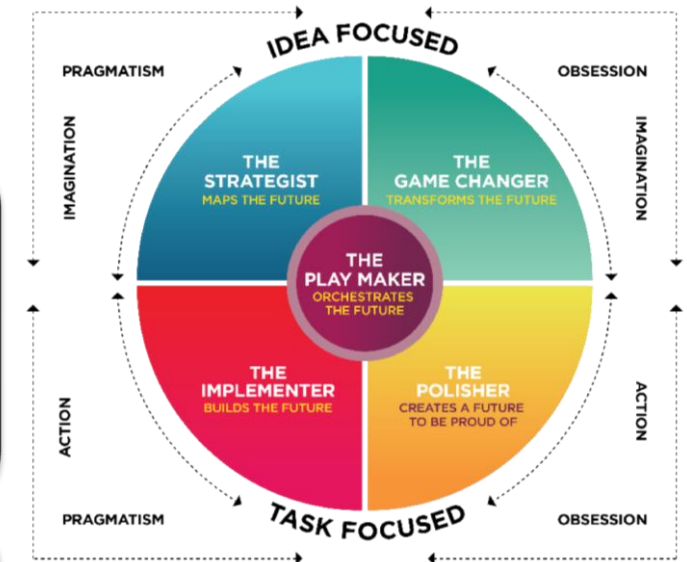 IDEA FOCUSED
PRAGMATISM
OBSESSION
IMAGINATION
IMAGINATION
THE
STRATEGIST
MAPS THE FUTURE
THE
GAME CHANGER
TRANSFORMS THE FUTURE
THE
PLAY MAKER
ORCHESTRATES
THE FUTURE
THE
IMPLEMENTER
BUILDS THE FUTURE
THE
POLISHER
CREATES A FUTURE
TO BE PROUD OF
ACTION
ACTION
PRAGMATISM
OBSESSION
TASK FOCUSED